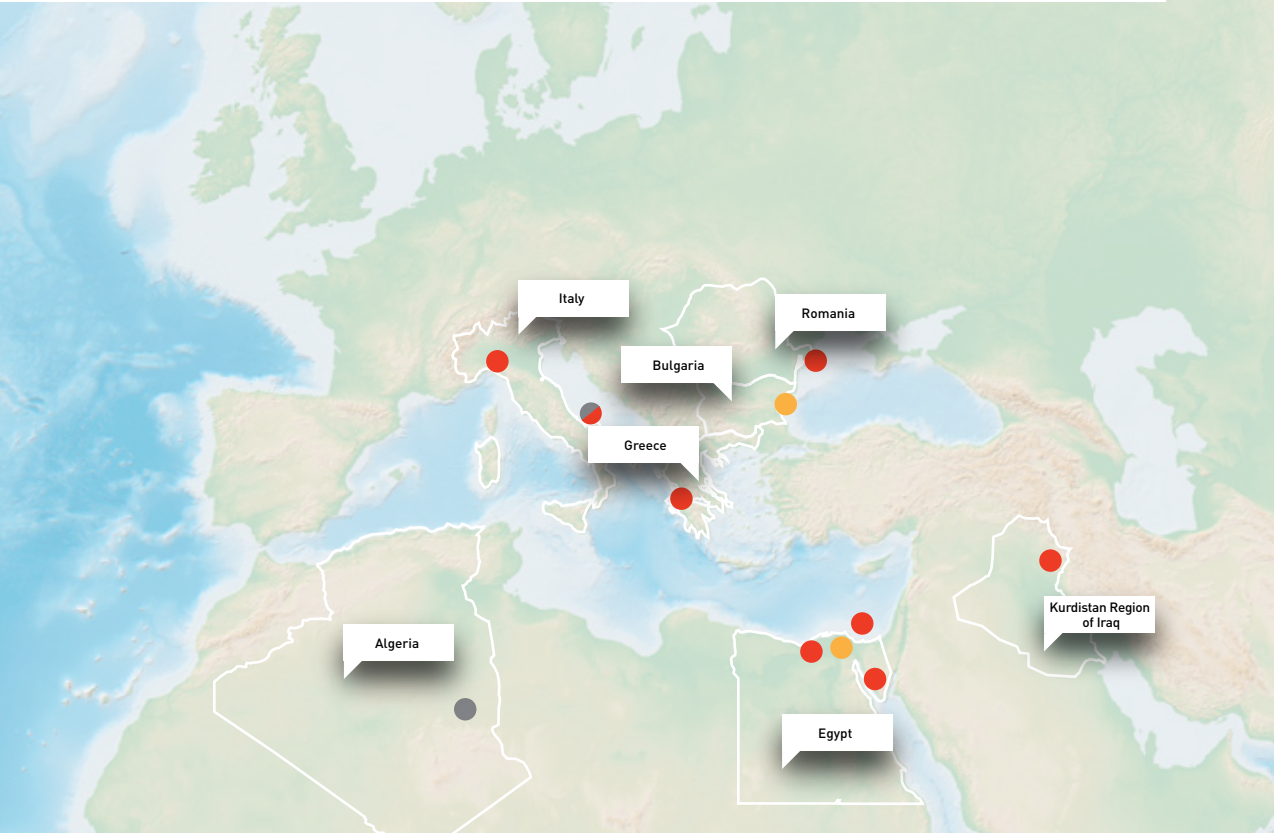 Italy
Romania
Bulgaria
Greece
Kurdistan Region
of Iraq
Algeria
Egypt